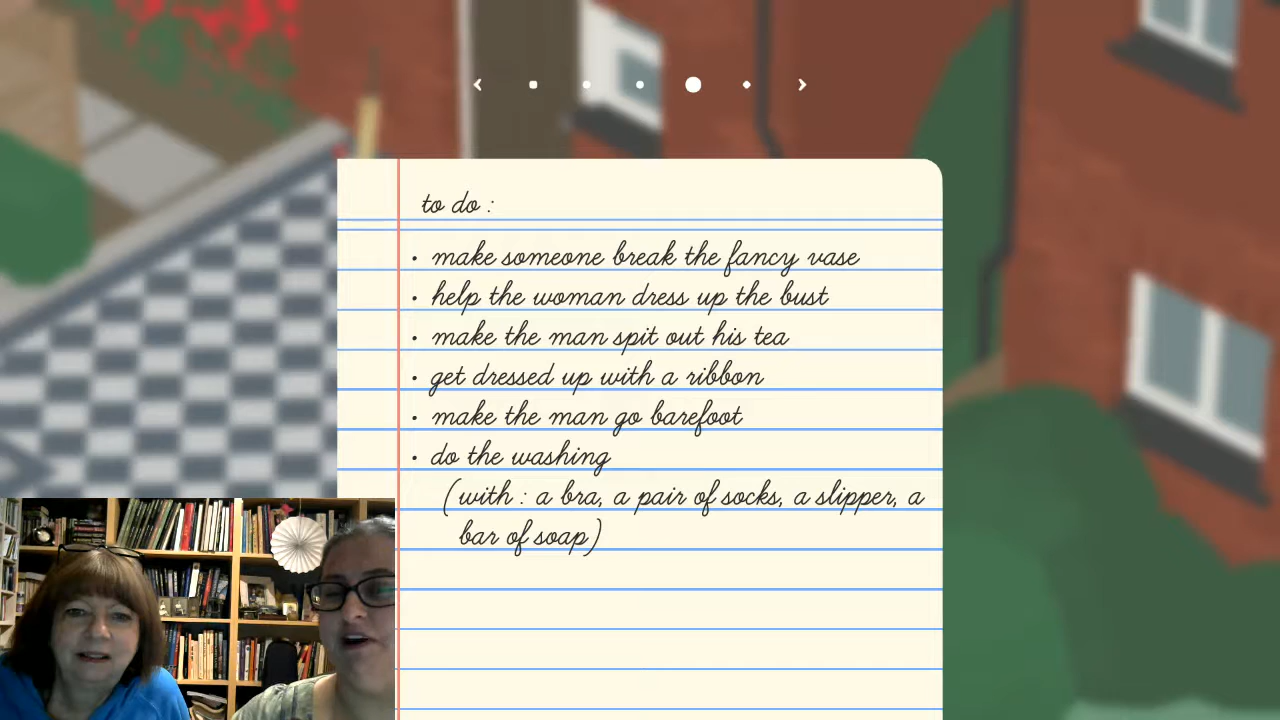 to do :
• make someone break the fancy vase
• help the woman dress up the bust
• make the man spit out his tea
• get dressed up with a ribbon
• make the man go barefoot
• do the washing
(with : a bra, a pair of socks, a slipper, a
bar of soap)